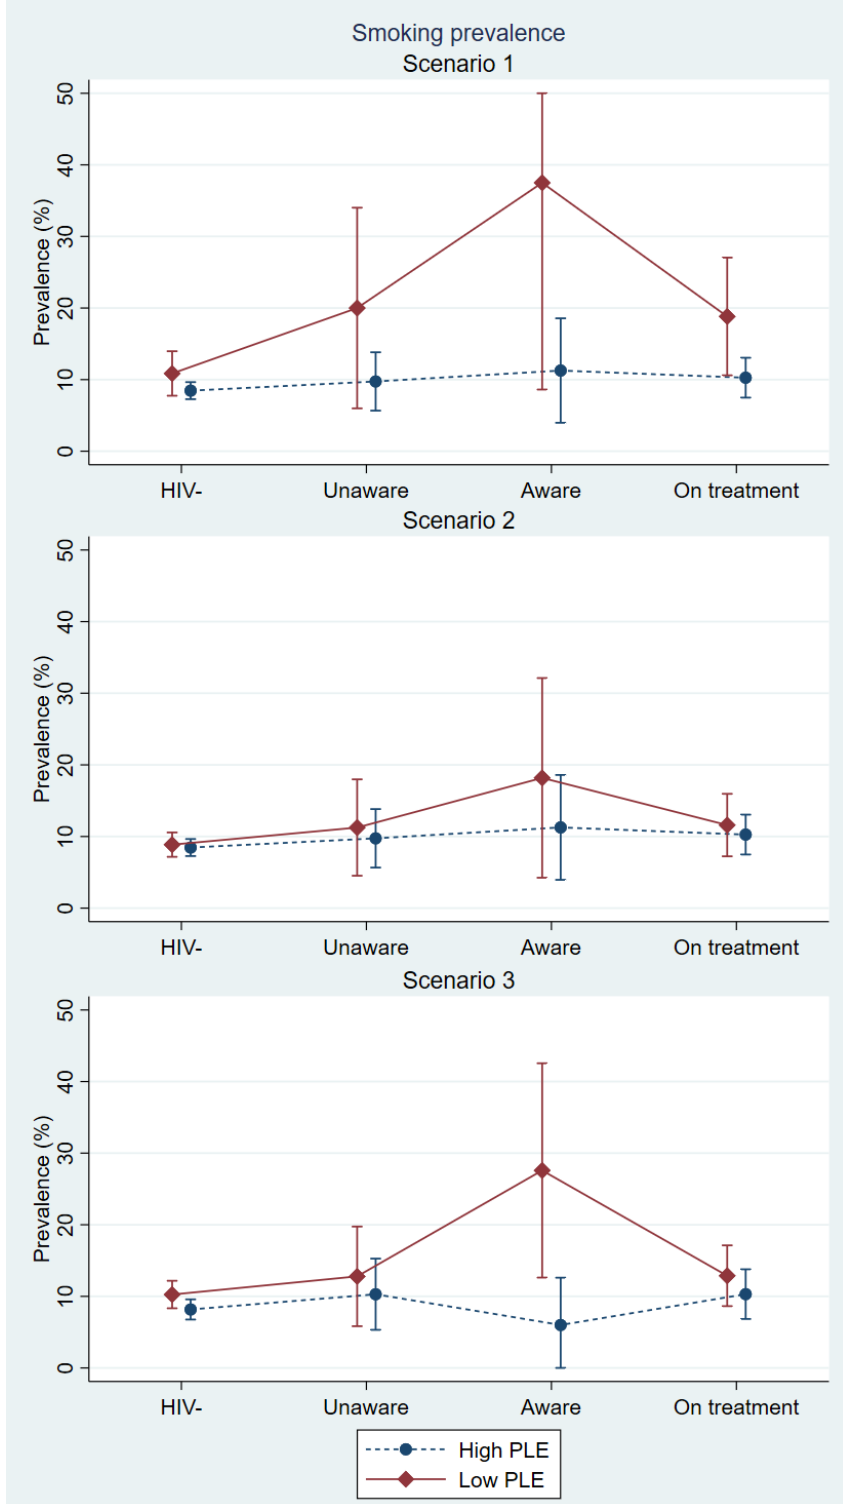 Smoking prevalence
Scenario 1
Prevalence (%)
50
40
30
20
10
0
HIV- Unaware Aware On treatment
Scenario 2
Prevalence (%)
50
40
30
20
10
0
HIV- Unaware Aware On treatment
Scenario 3
Prevalence (%)
50
40
30
20
10
0
HIV- Unaware Aware On treatment
High PLE
Low PLE